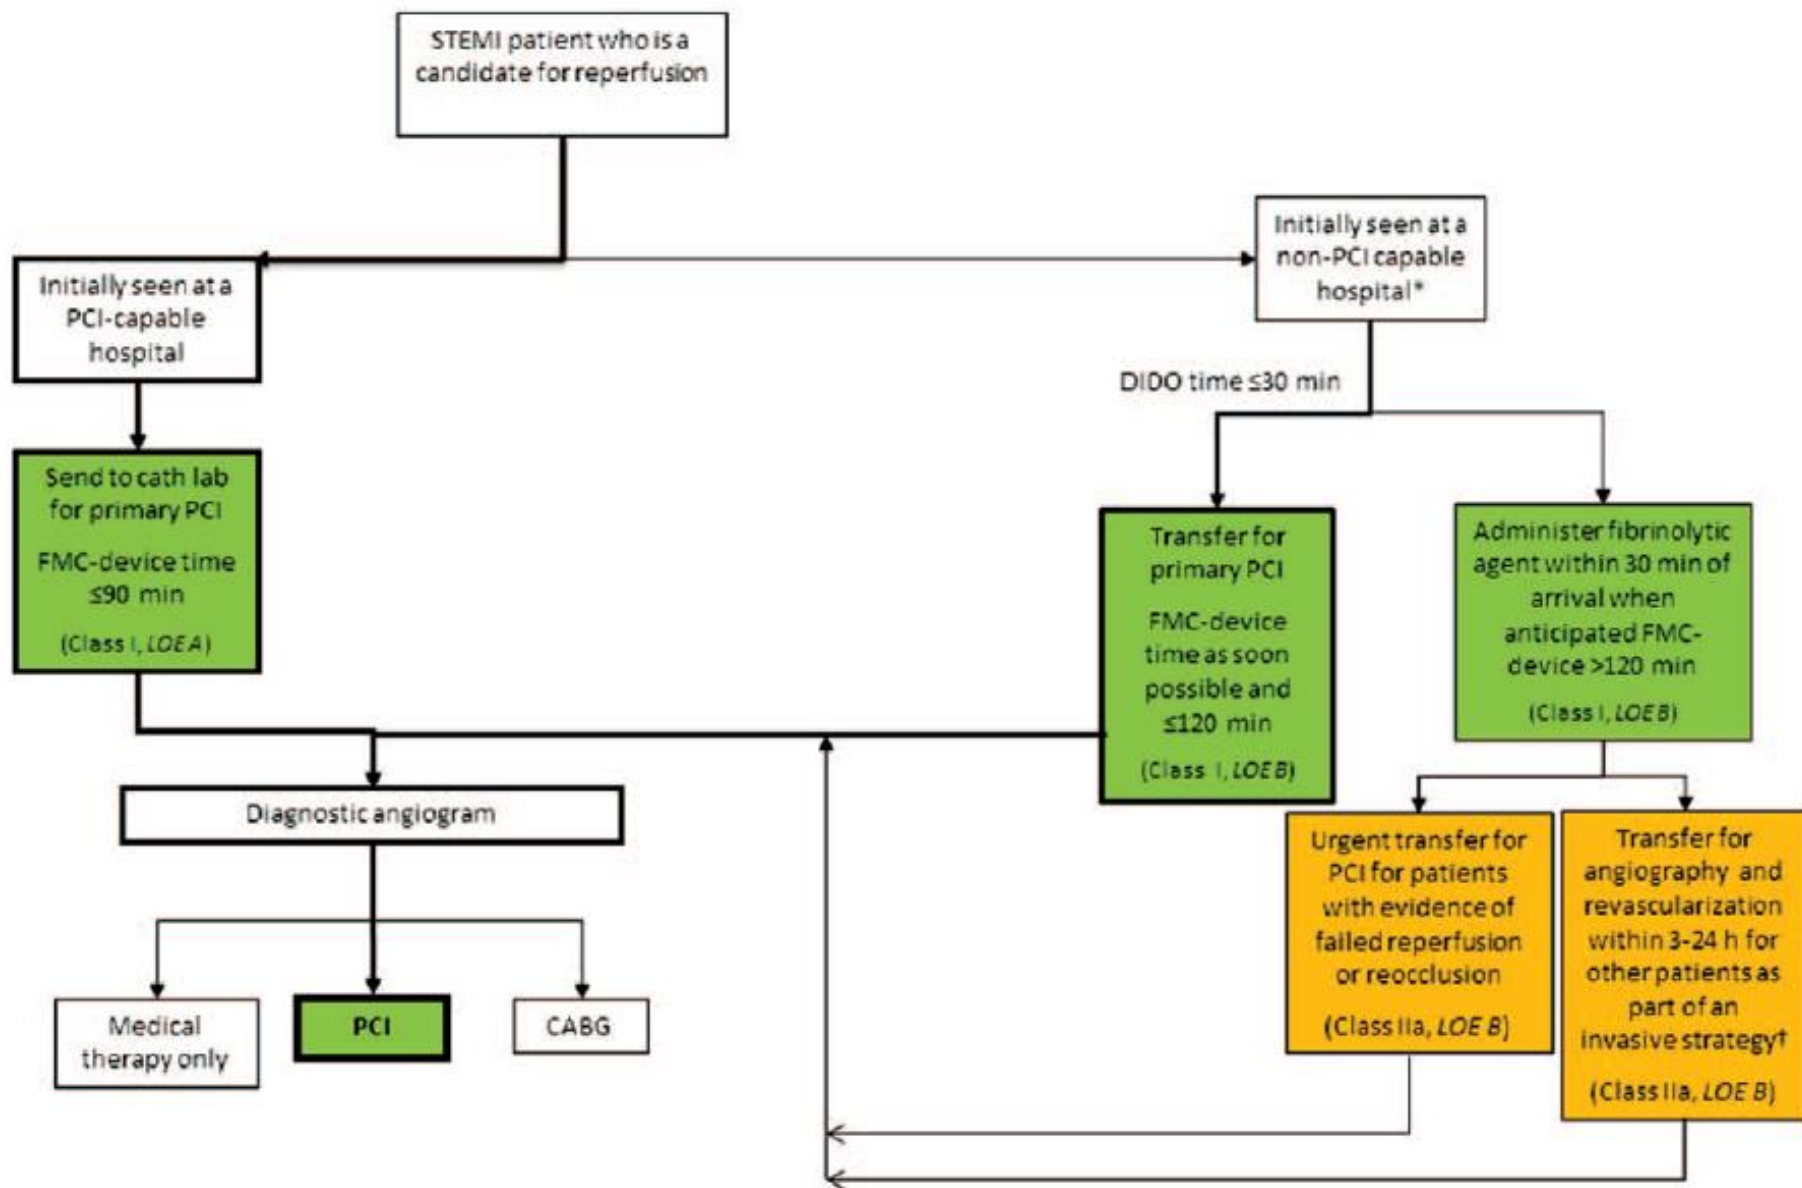 STEMI patient who is a
candidate for reperfusion
Initially seen at a
non-PCI capable
hospital*
Initially seen at a
PCI-capable
hospital
DIDO time ≤30 min
Send to cath lab
for primary PCI
FMC-device time
≤90 min
(Class I, LOE A)
Transfer for
primary PCI
FMC-device
time as soon
possible and
≤120 min
(Class I, LOE B)
Administer fibrinolytic
agent within 30 min of
arrival when
anticipated FMC-
device >120 min
(Class I, LOE B)
Diagnostic angiogram
Urgent transfer for
PCI for patients
with evidence of
failed reperfusion
or reocclusion
(Class IIa, LOE B)
Transfer for
angiography and
revascularization
within 3-24 h for
other patients as
part of an
invasive strategy†
(Class IIa, LOE B)
Medical
therapy only
PCI
CABG